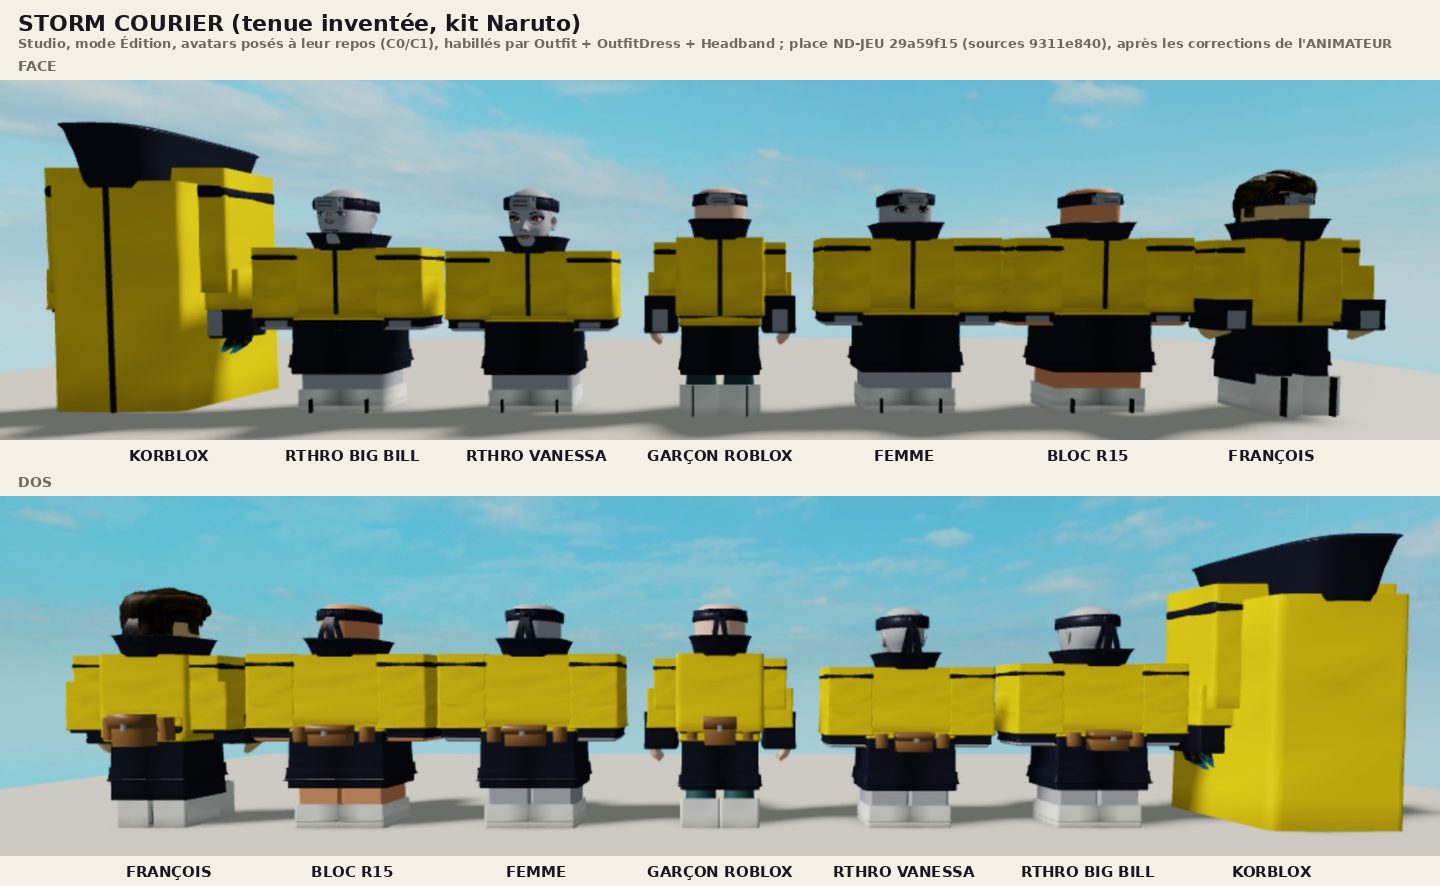 STORM COURIER (tenue inventée, kit Naruto)
Studio, mode Édition, avatars posés à leur repos (C0/C1), habillés par Outfit + OutfitDress + Headband ; place ND-JEU 29a59f15 (sources 9311e840), après les corrections de l'ANIMATEUR
FACE
KORBLOX RTHRO BIG BILL RTHRO VANESSA GARÇON ROBLOX FEMME BLOC R15 FRANÇOIS
DOS
FRANÇOIS BLOC R15 FEMME GARÇON ROBLOX RTHRO VANESSA RTHRO BIG BILL KORBLOX